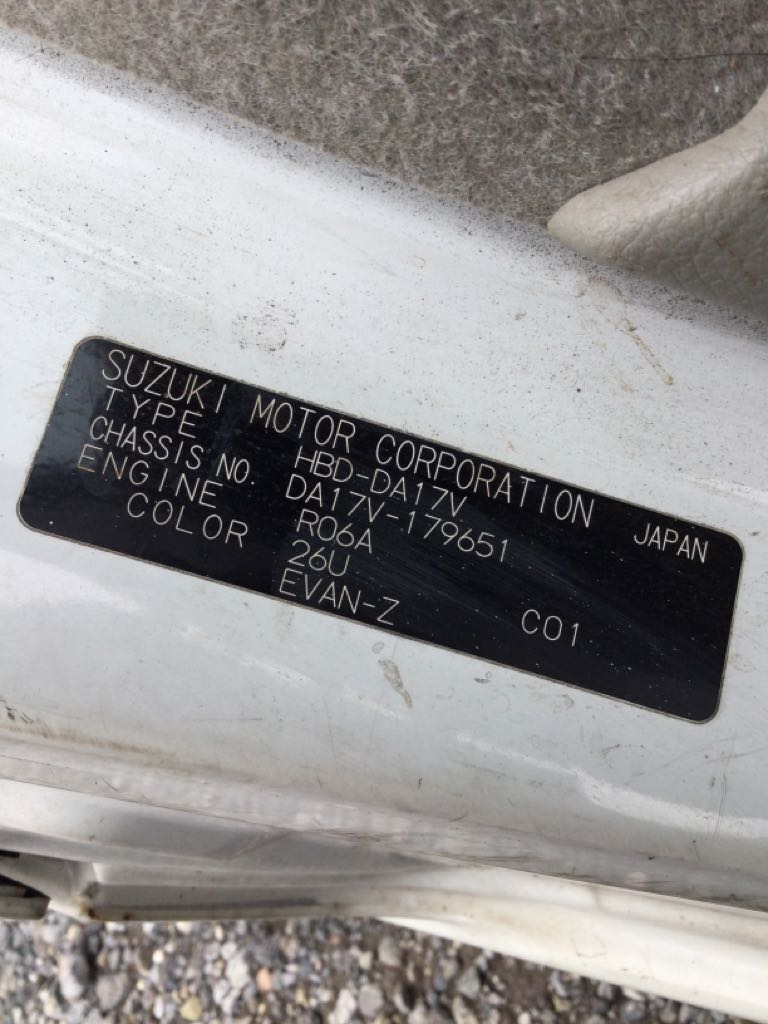 SUZUKI MOTOR CORPORATION JAPAN
TYPE HBD-DA17V
CHASSIS NO. DA17V-179651
ENGINE R06A
COLOR 26U
EVAN-Z C01